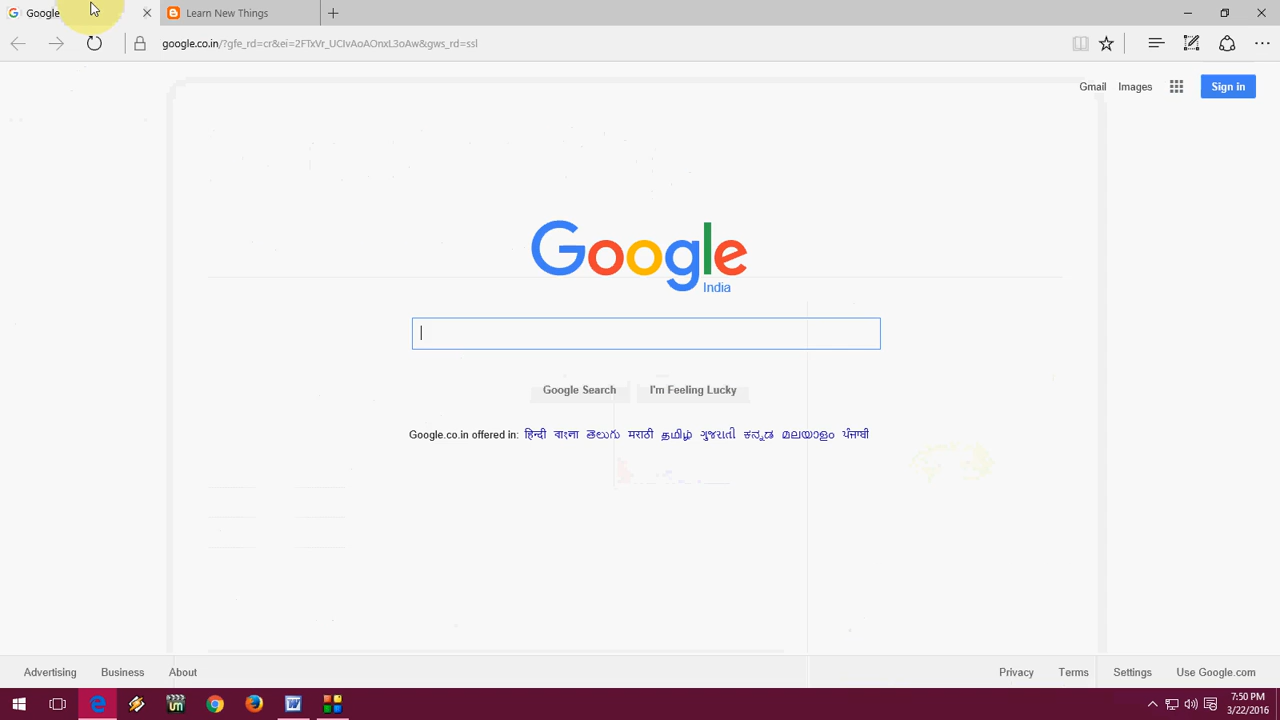 Google
Learn New Things
google.co.in/?gfe_rd=cr&ei=2FTxVr_UCIvAoAOnxL3oAw&gws_rd=ssl
Gmail Images Sign in
Google
India
Google Search I'm Feeling Lucky
Google.co.in offered in: हिन्दी বাংলা తెలుగు मराठी தமிழ் ગુજરાતી ಕನ್ನಡ മലയാളം ਪੰਜਾਬੀ
Advertising Business About Privacy Terms Settings Use Google.com
7:50 PM
3/22/2016